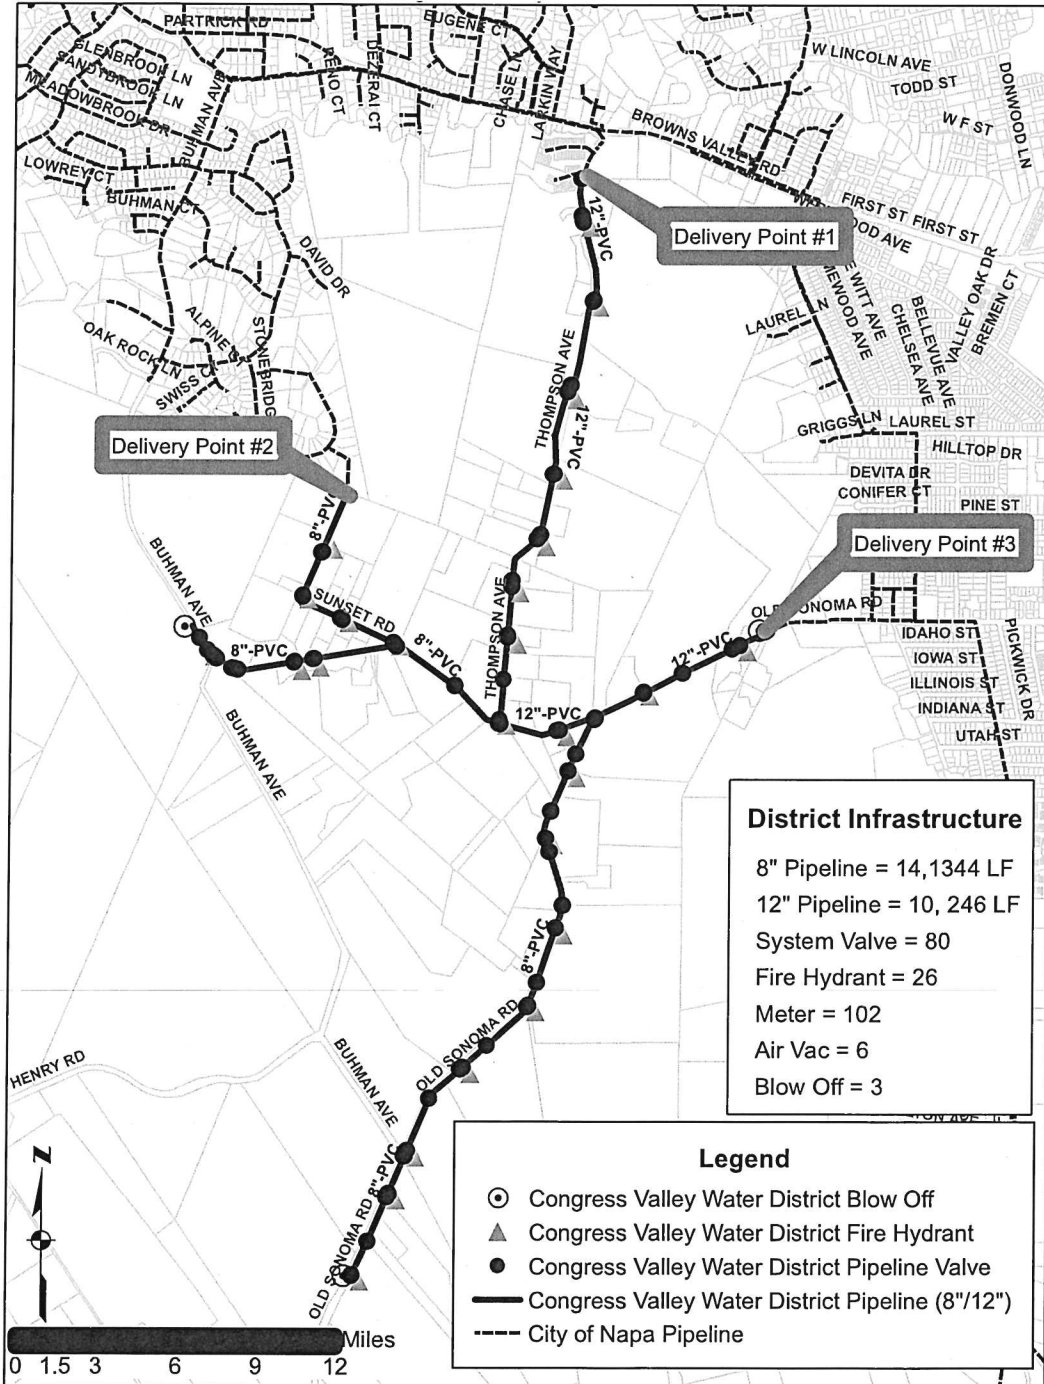 PARTRICK RD
EUGENE CT
GLENBROOK LN
SANDYBROOK LN
MEADOWBROOK DR
BUHMAN AVE
RENO CT
DEZERAI CT
CHASE LN
LARKIN WAY
W LINCOLN AVE
TODD ST
DONWOOD LN
W F ST
BROWNS VALLEY RD
LOWREY CT
BUHMAN CT
FIRST ST FIRST ST
12"-PVC
Delivery Point #1
DAVID DR
VALLEY OAK DR
BREMEN CT
BELLEVUE AVE
CHELSEA AVE
LAUREL LN
ALPINE CT
OAK ROCK LN
STONEBRIDG
SWISS C
THOMPSON AVE
12"-PVC
GRIGGS LN
LAUREL ST
HILLTOP DR
Delivery Point #2
DEVITA DR
CONIFER CT
PINE ST
8"-PVC
Delivery Point #3
BUHMAN AVE
SUNSET RD
THOMPSON AVE
OLD SONOMA RD
IDAHO ST
PICKWICK DR
8"-PVC
8"-PVC
12"-PVC
IOWA ST
ILLINOIS ST
INDIANA ST
UTAH ST
12"-PVC
BUHMAN AVE
District Infrastructure
8" Pipeline = 14,1344 LF
12" Pipeline = 10, 246 LF
System Valve = 80
Fire Hydrant = 26
Meter = 102
Air Vac = 6
Blow Off = 3
8"-PVC
OLD SONOMA RD
HENRY RD
BUHMAN AVE
8"-PVC
OLD SONOMA RD
Legend
Congress Valley Water District Blow Off
Congress Valley Water District Fire Hydrant
Congress Valley Water District Pipeline Valve
Congress Valley Water District Pipeline (8"/12")
City of Napa Pipeline
N
Miles
0 1.5 3 6 9 12